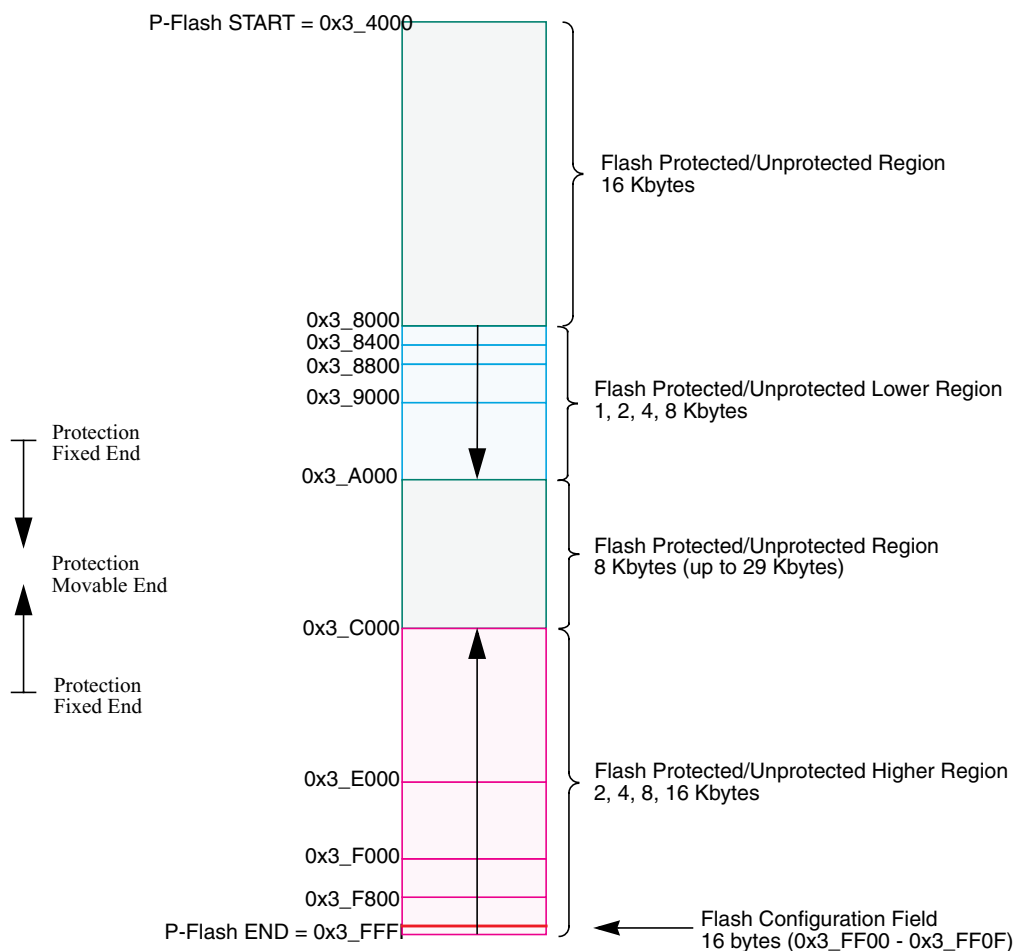 P-Flash START = 0x3_4000
Flash Protected/Unprotected Region
16 Kbytes
0x3_8000
0x3_8400
0x3_8800
0x3_9000
Flash Protected/Unprotected Lower Region
1, 2, 4, 8 Kbytes
Protection
Fixed End
0x3_A000
Protection
Movable End
Flash Protected/Unprotected Region
8 Kbytes (up to 29 Kbytes)
0x3_C000
Protection
Fixed End
0x3_E000
Flash Protected/Unprotected Higher Region
2, 4, 8, 16 Kbytes
0x3_F000
0x3_F800
P-Flash END = 0x3_FFF
Flash Configuration Field
16 bytes (0x3_FF00 - 0x3_FF0F)